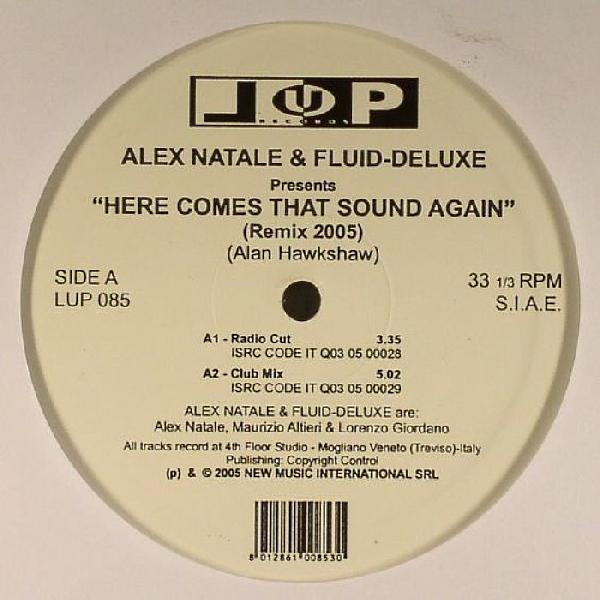 LUP
RECORDS
ALEX NATALE & FLUID-DELUXE
Presents
“HERE COMES THAT SOUND AGAIN”
(Remix 2005)
(Alan Hawkshaw)
SIDE A
LUP 085
33 1/3 RPM
S.I.A.E.
A1 - Radio Cut 3.35
ISRC CODE IT Q03 05 00028
A2 - Club Mix 5.02
ISRC CODE IT Q03 05 00029
ALEX NATALE & FLUID-DELUXE are:
Alex Natale, Maurizio Altieri & Lorenzo Giordano
All tracks record at 4th Floor Studio - Mogliano Veneto (Treviso)-Italy
Publishing: Copyright Control
(p) & © 2005 NEW MUSIC INTERNATIONAL SRL
8 012861 008530